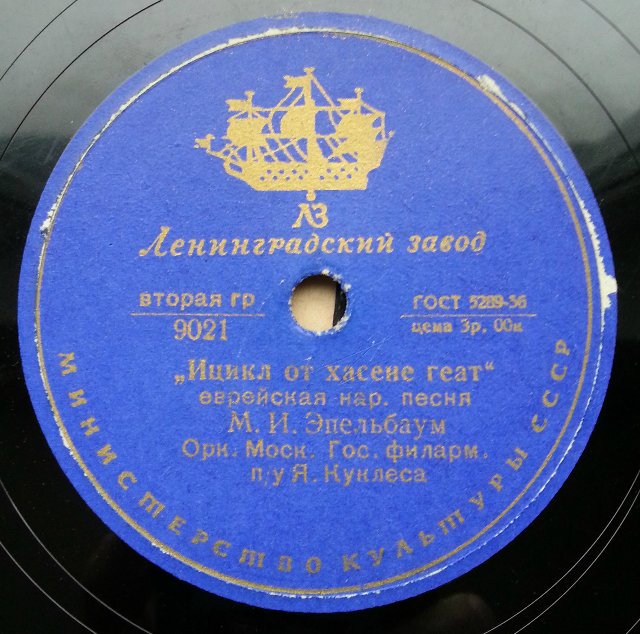 ЛЗ
Ленинградский завод
вторая гр
9021
ГОСТ 5289-56
цена 3р. 00к
„Ицикл от хасене геат“
еврейская нар. песня
М. И. Эпельбаум
Орк. Моск. Гос. филарм.
п/у Я. Куклеса
МИНИСТЕРСТВО КУЛЬТУРЫ СССР